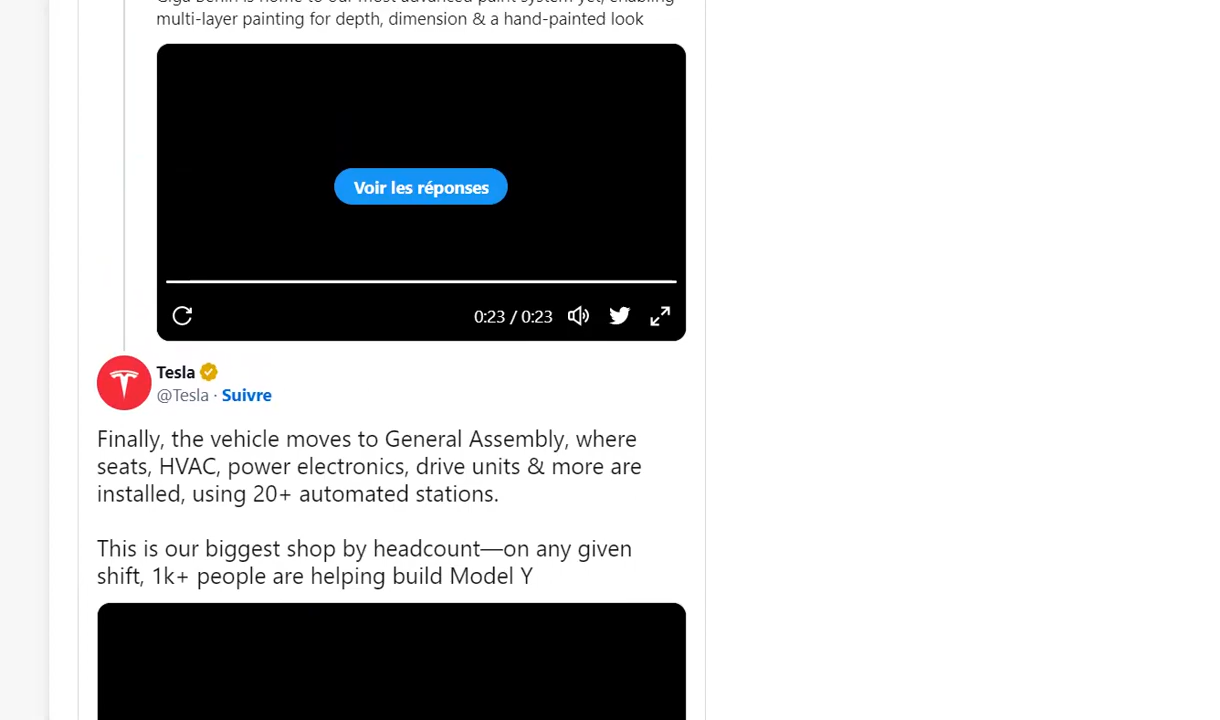 Giga Berlin is home to our most advanced paint system yet, enabling
multi-layer painting for depth, dimension & a hand-painted look
Voir les réponses
0:23 / 0:23
Tesla
@Tesla · Suivre
Finally, the vehicle moves to General Assembly, where
seats, HVAC, power electronics, drive units & more are
installed, using 20+ automated stations.
This is our biggest shop by headcount—on any given
shift, 1k+ people are helping build Model Y